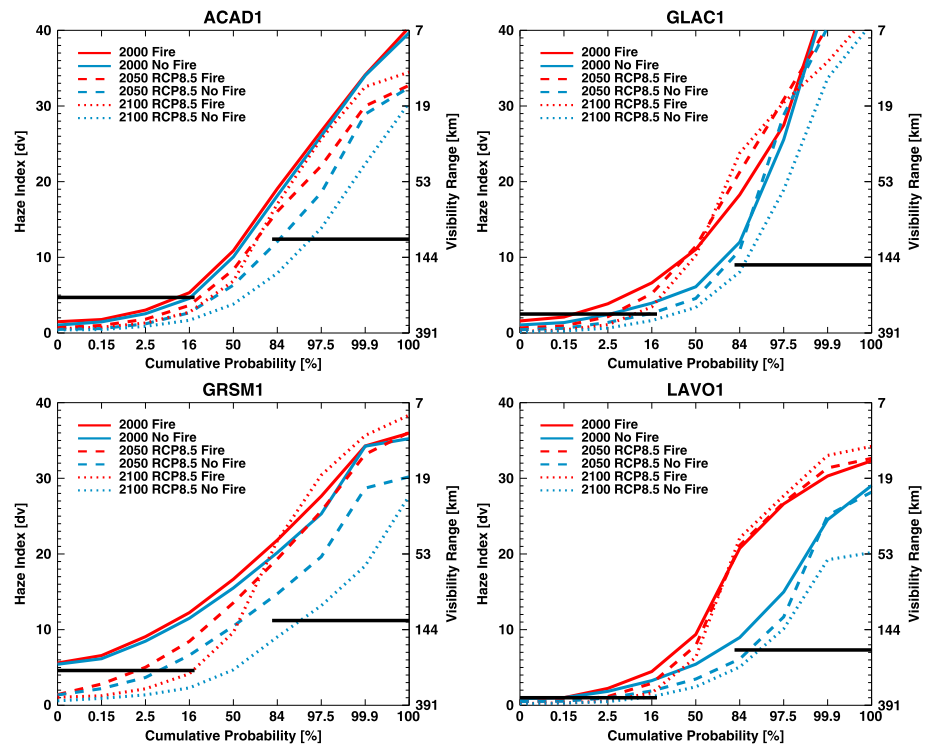 ACAD1
40
30
20
10
0
Haze Index [dv]
2000 Fire
2000 No Fire
2050 RCP8.5 Fire
2050 RCP8.5 No Fire
2100 RCP8.5 Fire
2100 RCP8.5 No Fire
7
19
53
144
391
Visibility Range [km]
0 0.15 2.5 16 50 84 97.5 99.9 100
Cumulative Probability [%]
GLAC1
40
30
20
10
0
Haze Index [dv]
2000 Fire
2000 No Fire
2050 RCP8.5 Fire
2050 RCP8.5 No Fire
2100 RCP8.5 Fire
2100 RCP8.5 No Fire
7
19
53
144
391
Visibility Range [km]
0 0.15 2.5 16 50 84 97.5 99.9 100
Cumulative Probability [%]
GRSM1
40
30
20
10
0
Haze Index [dv]
2000 Fire
2000 No Fire
2050 RCP8.5 Fire
2050 RCP8.5 No Fire
2100 RCP8.5 Fire
2100 RCP8.5 No Fire
7
19
53
144
391
Visibility Range [km]
0 0.15 2.5 16 50 84 97.5 99.9 100
Cumulative Probability [%]
LAVO1
40
30
20
10
0
Haze Index [dv]
2000 Fire
2000 No Fire
2050 RCP8.5 Fire
2050 RCP8.5 No Fire
2100 RCP8.5 Fire
2100 RCP8.5 No Fire
7
19
53
144
391
Visibility Range [km]
0 0.15 2.5 16 50 84 97.5 99.9 100
Cumulative Probability [%]